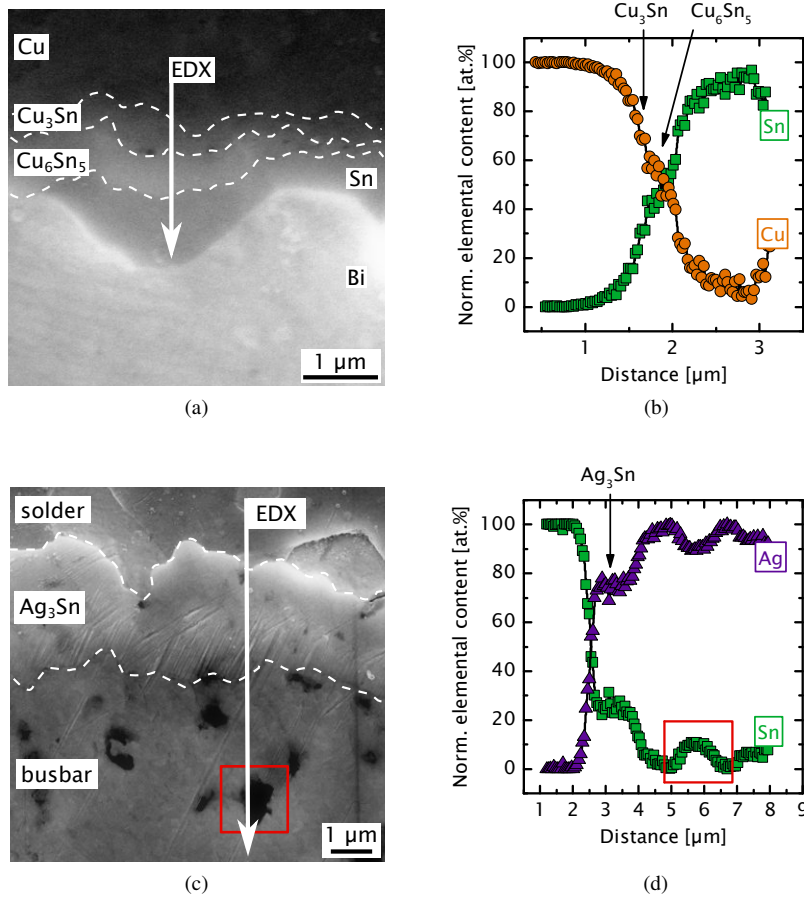 Cu
EDX
Cu₃Sn
Cu₆Sn₅
Sn
Bi
1 µm
(a)
Cu₃Sn
Cu₆Sn₅
Norm. elemental content [at.%]
100
80
60
40
20
0
Sn
Cu
1
2
3
Distance [µm]
(b)
solder
EDX
Ag₃Sn
busbar
1 µm
(c)
Ag₃Sn
Norm. elemental content [at.%]
100
80
60
40
20
0
Ag
Sn
1
2
3
4
5
6
7
8
9
Distance [µm]
(d)